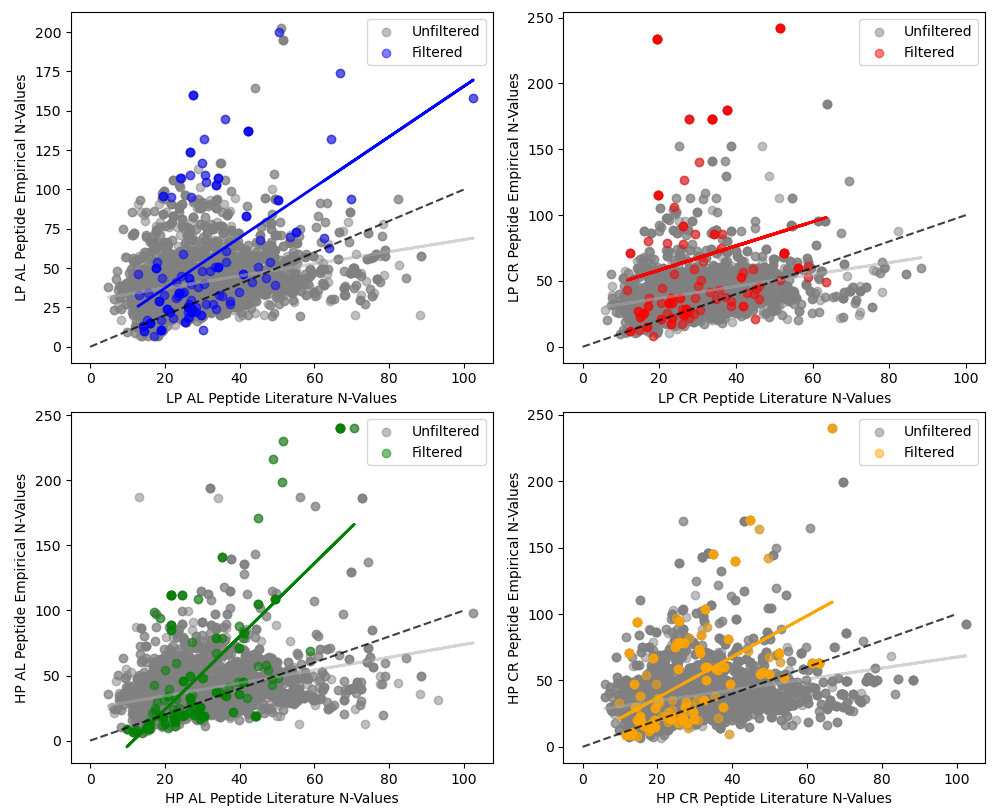 200
175
150
125
100
75
50
25
0
LP AL Peptide Empirical N-Values
Unfiltered
Filtered
0 20 40 60 80 100
LP AL Peptide Literature N-Values
250
200
150
100
50
0
LP CR Peptide Empirical N-Values
Unfiltered
Filtered
0 20 40 60 80 100
LP CR Peptide Literature N-Values
250
200
150
100
50
0
HP AL Peptide Empirical N-Values
Unfiltered
Filtered
0 20 40 60 80 100
HP AL Peptide Literature N-Values
250
200
150
100
50
0
HP CR Peptide Empirical N-Values
Unfiltered
Filtered
0 20 40 60 80 100
HP CR Peptide Literature N-Values